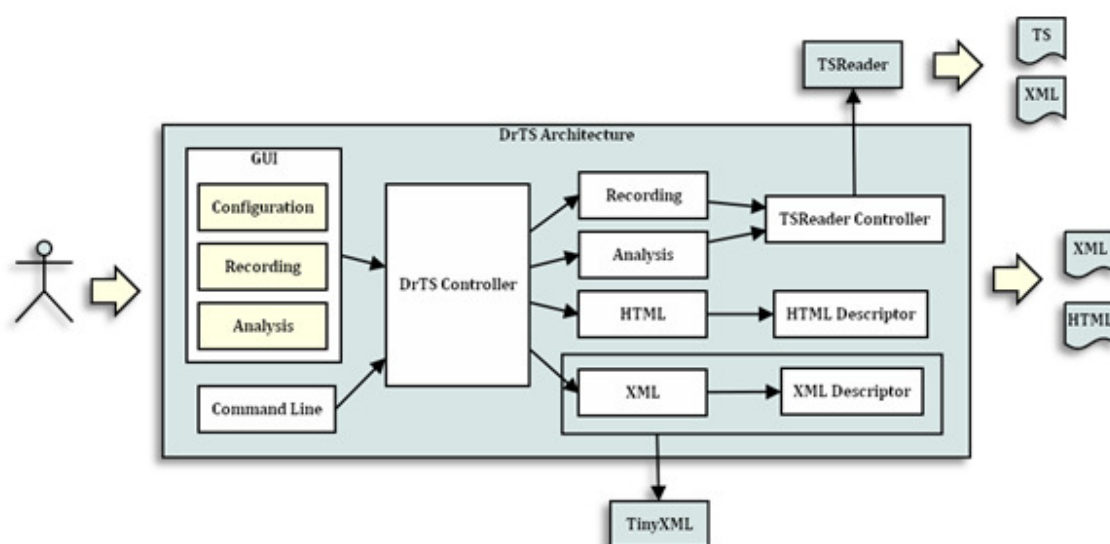 TS
TSReader
XML
DrTS Architecture
GUI
Configuration
Recording
Recording
TSReader Controller
Analysis
XML
Recording
DrTS Controller
HTML
HTML Descriptor
HTML
Analysis
XML
XML Descriptor
Command Line
TinyXML